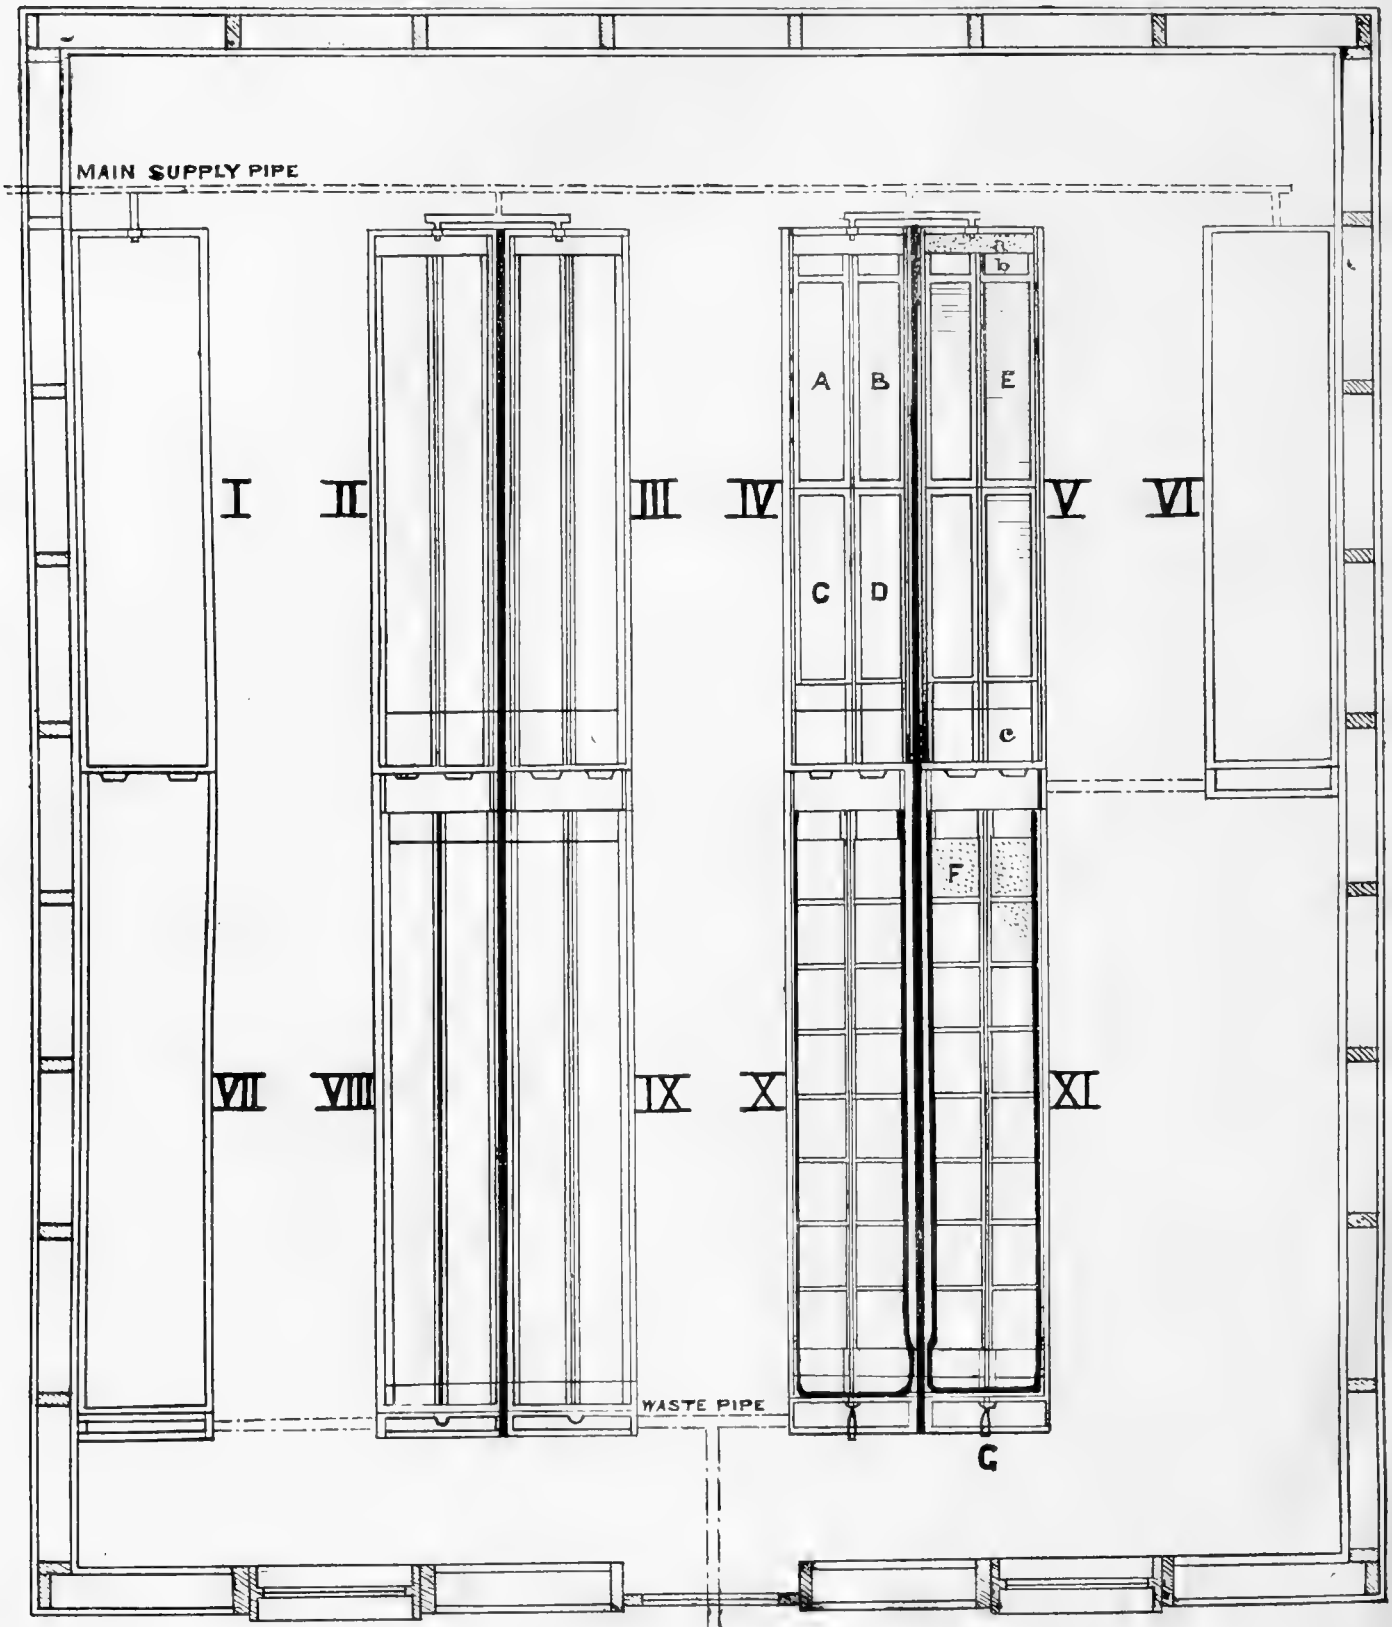 MAIN SUPPLY PIPE
a
b
A B E
I II III IV V VI
C D
c
F
VII VIII IX X XI
WASTE PIPE
G